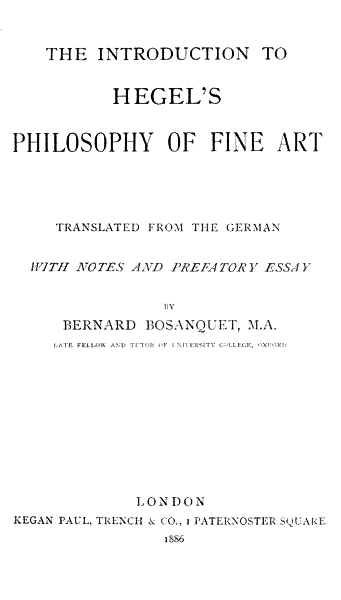 THE INTRODUCTION TO
HEGEL'S
PHILOSOPHY OF FINE ART
TRANSLATED FROM THE GERMAN
WITH NOTES AND PREFATORY ESSAY
BY
BERNARD BOSANQUET, M.A.
LATE FELLOW AND TUTOR OF UNIVERSITY COLLEGE, OXFORD
LONDON
KEGAN PAUL, TRENCH & CO., 1 PATERNOSTER SQUARE
1886